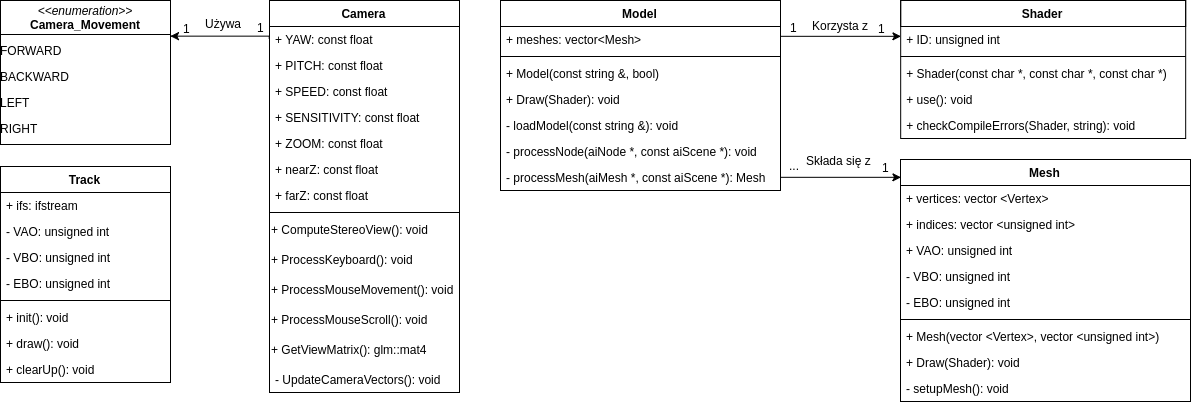 <<enumeration>>
Camera_Movement
FORWARD
BACKWARD
LEFT
RIGHT
1 Używa 1
Camera
+ YAW: const float
+ PITCH: const float
+ SPEED: const float
+ SENSITIVITY: const float
+ ZOOM: const float
+ nearZ: const float
+ farZ: const float
+ ComputeStereoView(): void
+ ProcessKeyboard(): void
+ ProcessMouseMovement(): void
+ ProcessMouseScroll(): void
+ GetViewMatrix(): glm::mat4
- UpdateCameraVectors(): void
Track
+ ifs: ifstream
- VAO: unsigned int
- VBO: unsigned int
- EBO: unsigned int
+ init(): void
+ draw(): void
+ clearUp(): void
Model
+ meshes: vector<Mesh>
+ Model(const string &, bool)
+ Draw(Shader): void
- loadModel(const string &): void
- processNode(aiNode *, const aiScene *): void
- processMesh(aiMesh *, const aiScene *): Mesh
1 Korzysta z 1
Shader
+ ID: unsigned int
+ Shader(const char *, const char *, const char *)
+ use(): void
+ checkCompileErrors(Shader, string): void
... Składa się z 1
Mesh
+ vertices: vector <Vertex>
+ indices: vector <unsigned int>
+ VAO: unsigned int
- VBO: unsigned int
- EBO: unsigned int
+ Mesh(vector <Vertex>, vector <unsigned int>)
+ Draw(Shader): void
- setupMesh(): void